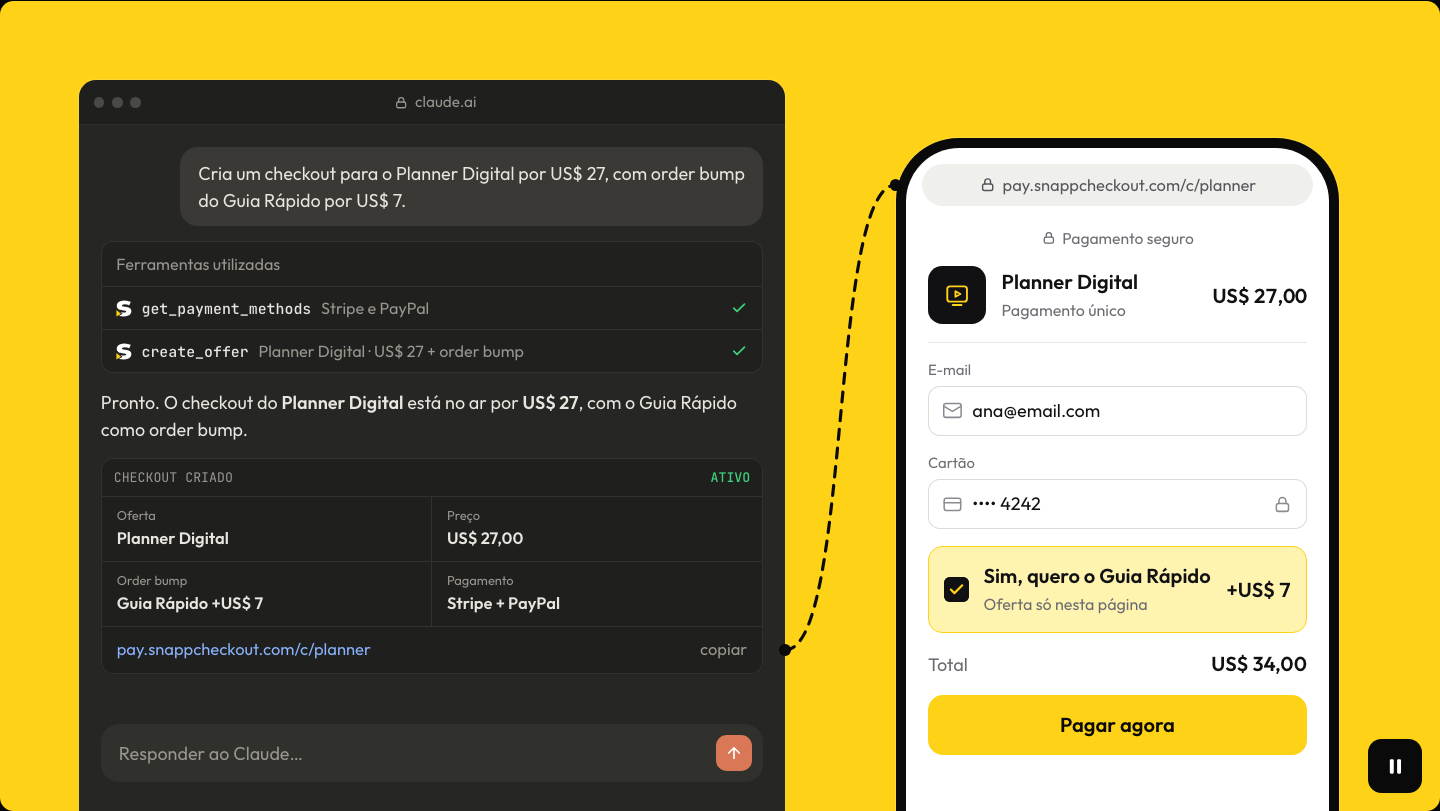 claude.ai
Cria um checkout para o Planner Digital por US$ 27, com order bump
do Guia Rápido por US$ 7.
Ferramentas utilizadas
get_payment_methods Stripe e PayPal
create_offer Planner Digital · US$ 27 + order bump
Pronto. O checkout do Planner Digital está no ar por US$ 27, com o Guia Rápido
como order bump.
CHECKOUT CRIADO ATIVO
Oferta
Planner Digital
Preço
US$ 27,00
Order bump
Guia Rápido +US$ 7
Pagamento
Stripe + PayPal
pay.snappcheckout.com/c/planner copiar
Responder ao Claude…
pay.snappcheckout.com/c/planner
Pagamento seguro
Planner Digital
Pagamento único
US$ 27,00
E-mail
ana@email.com
Cartão
•••• 4242
Sim, quero o Guia Rápido
Oferta só nesta página
+US$ 7
Total US$ 34,00
Pagar agora